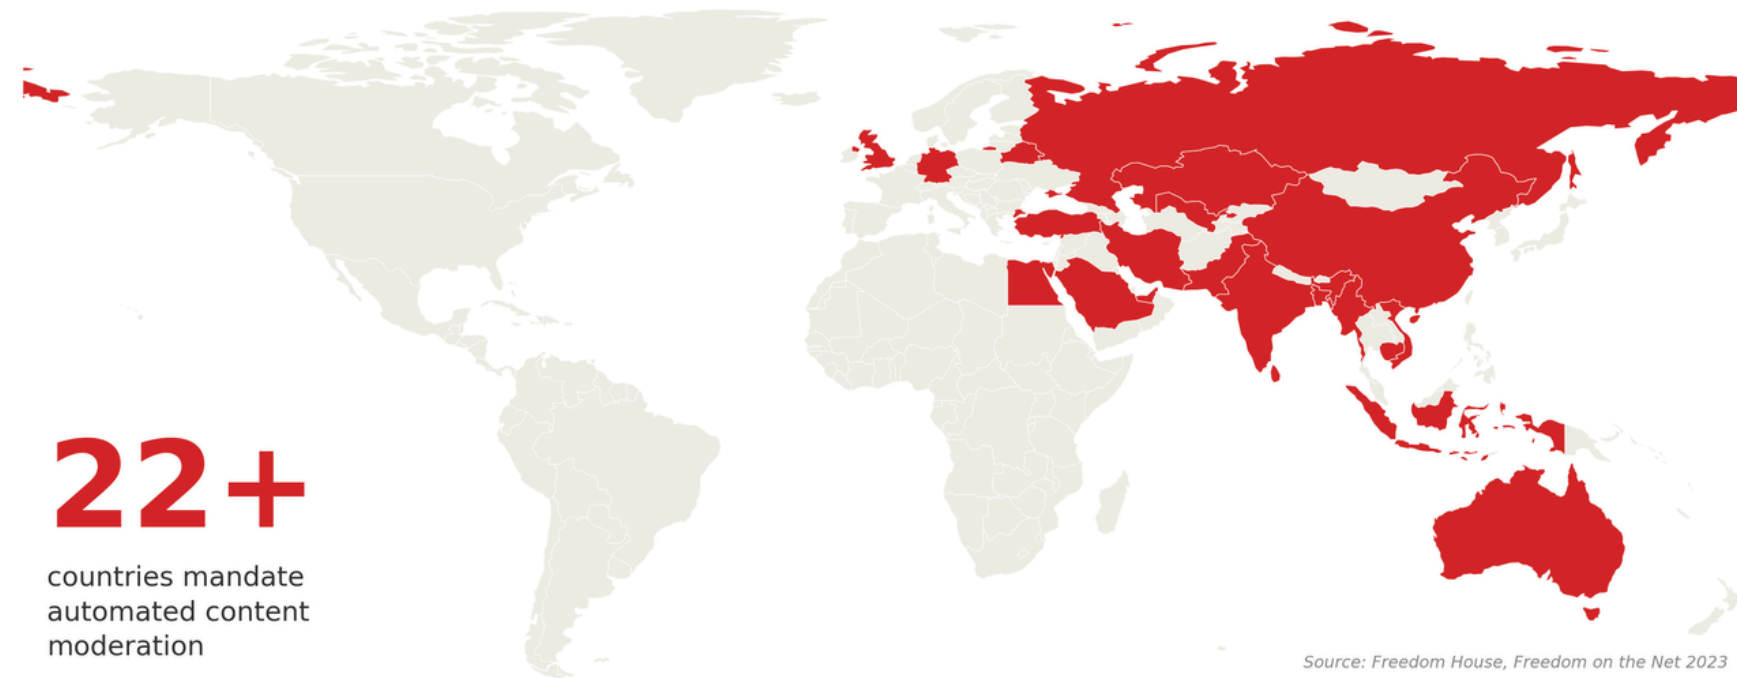 22+
countries mandate
automated content
moderation
Source: Freedom House, Freedom on the Net 2023